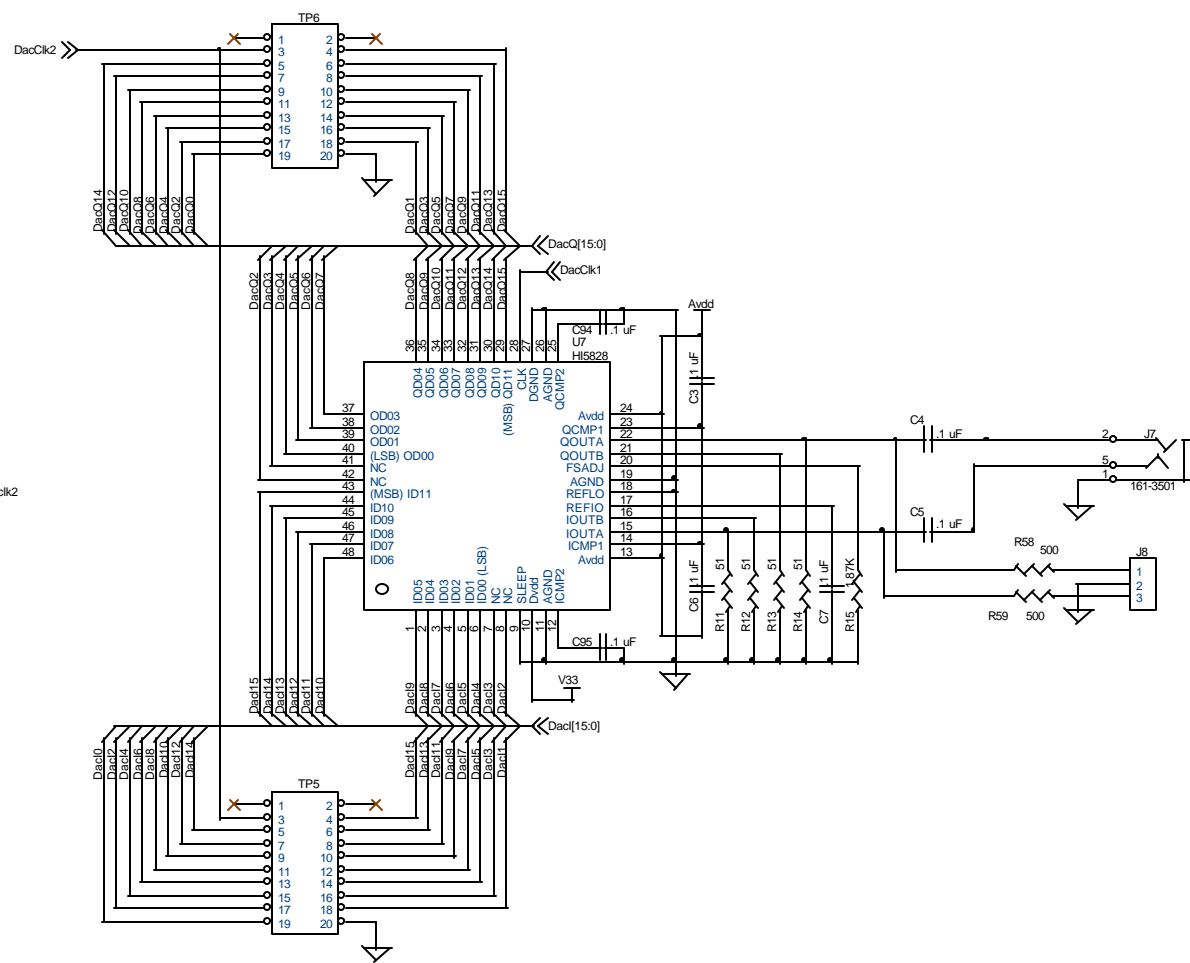 TP6
DacClk2
1 2
3 4
5 6
7 8
9 10
11 12
13 14
15 16
17 18
19 20
DacQ14
DacQ12
DacQ10
DacQ8
DacQ6
DacQ4
DacQ2
DacQ0
DacQ1
DacQ3
DacQ5
DacQ7
DacQ9
DacQ11
DacQ13
DacQ15
DacQ[15:0]
DacClk1
DacQ2
DacQ3
DacQ4
DacQ5
DacQ6
DacQ7
DacQ8
DacQ9
DacQ10
DacQ11
DacQ12
DacQ13
DacQ14
DacQ15
C94 .1 uF
U7
HI5828
Avdd
36
35
34
33
32
31
30
29
28
27
26
25
QD04
QD05
QD06
QD07
QD08
QD09
QD10
(MSB) QD11
CLK
DGND
AGND
QCMP2
C3 .1 uF
37 OD03
38 OD02
39 OD01
40 (LSB) OD00
41 NC
42 NC
43 (MSB) ID11
44 ID10
45 ID09
46 ID08
47 ID07
48 ID06
Avdd 24
QCMP1 23
QOUTA 22
QOUTB 21
FSADJ 20
AGND 19
REFLO 18
REFIO 17
IOUTB 16
IOUTA 15
ICMP1 14
Avdd 13
clk2
C4 .1 uF
C5 .1 uF
2
5
1
J7
161-3501
R58 500
R59 500
J8
1
2
3
ID05
ID04
ID03
ID02
ID01
ID00 (LSB)
NC
NC
SLEEP
Dvdd
AGND
ICMP2
1
2
3
4
5
6
7
8
9
10
11
12
C6 .1 uF
R11 51
R12 51
R13 51
R14 51
C7 .1 uF
R15 1.87K
C95 .1 uF
V33
DacI15
DacI14
DacI13
DacI12
DacI11
DacI10
DacI9
DacI8
DacI7
DacI6
DacI5
DacI4
DacI3
DacI2
DacI[15:0]
DacI0
DacI2
DacI4
DacI6
DacI8
DacI10
DacI12
DacI14
DacI15
DacI13
DacI11
DacI9
DacI7
DacI5
DacI3
DacI1
TP5
1 2
3 4
5 6
7 8
9 10
11 12
13 14
15 16
17 18
19 20